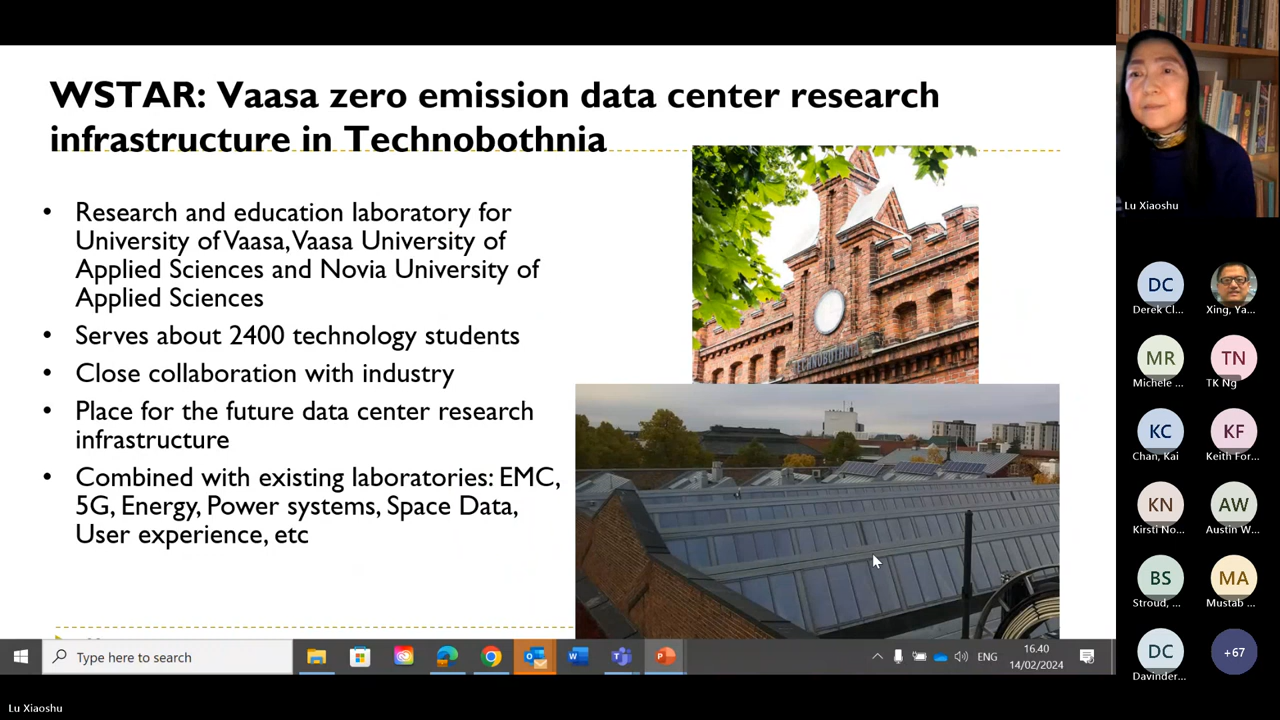 WSTAR: Vaasa zero emission data center research
infrastructure in Technobothnia
• Research and education laboratory for
University of Vaasa, Vaasa University of
Applied Sciences and Novia University of
Applied Sciences
• Serves about 2400 technology students
• Close collaboration with industry
• Place for the future data center research
infrastructure
• Combined with existing laboratories: EMC,
5G, Energy, Power systems, Space Data,
User experience, etc
TECHNOBOTHNIA
Lu Xiaoshu
DC
Derek Cl...
Xing, Ya...
MR
Michele ...
TN
TK Ng
KC
Chan, Kai
KF
Keith For...
KN
Kirsti No...
AW
Austin W...
BS
Stroud, ...
MA
Mustab ...
DC
Davinder...
+67
Type here to search
ENG
16.40
14/02/2024
Lu Xiaoshu